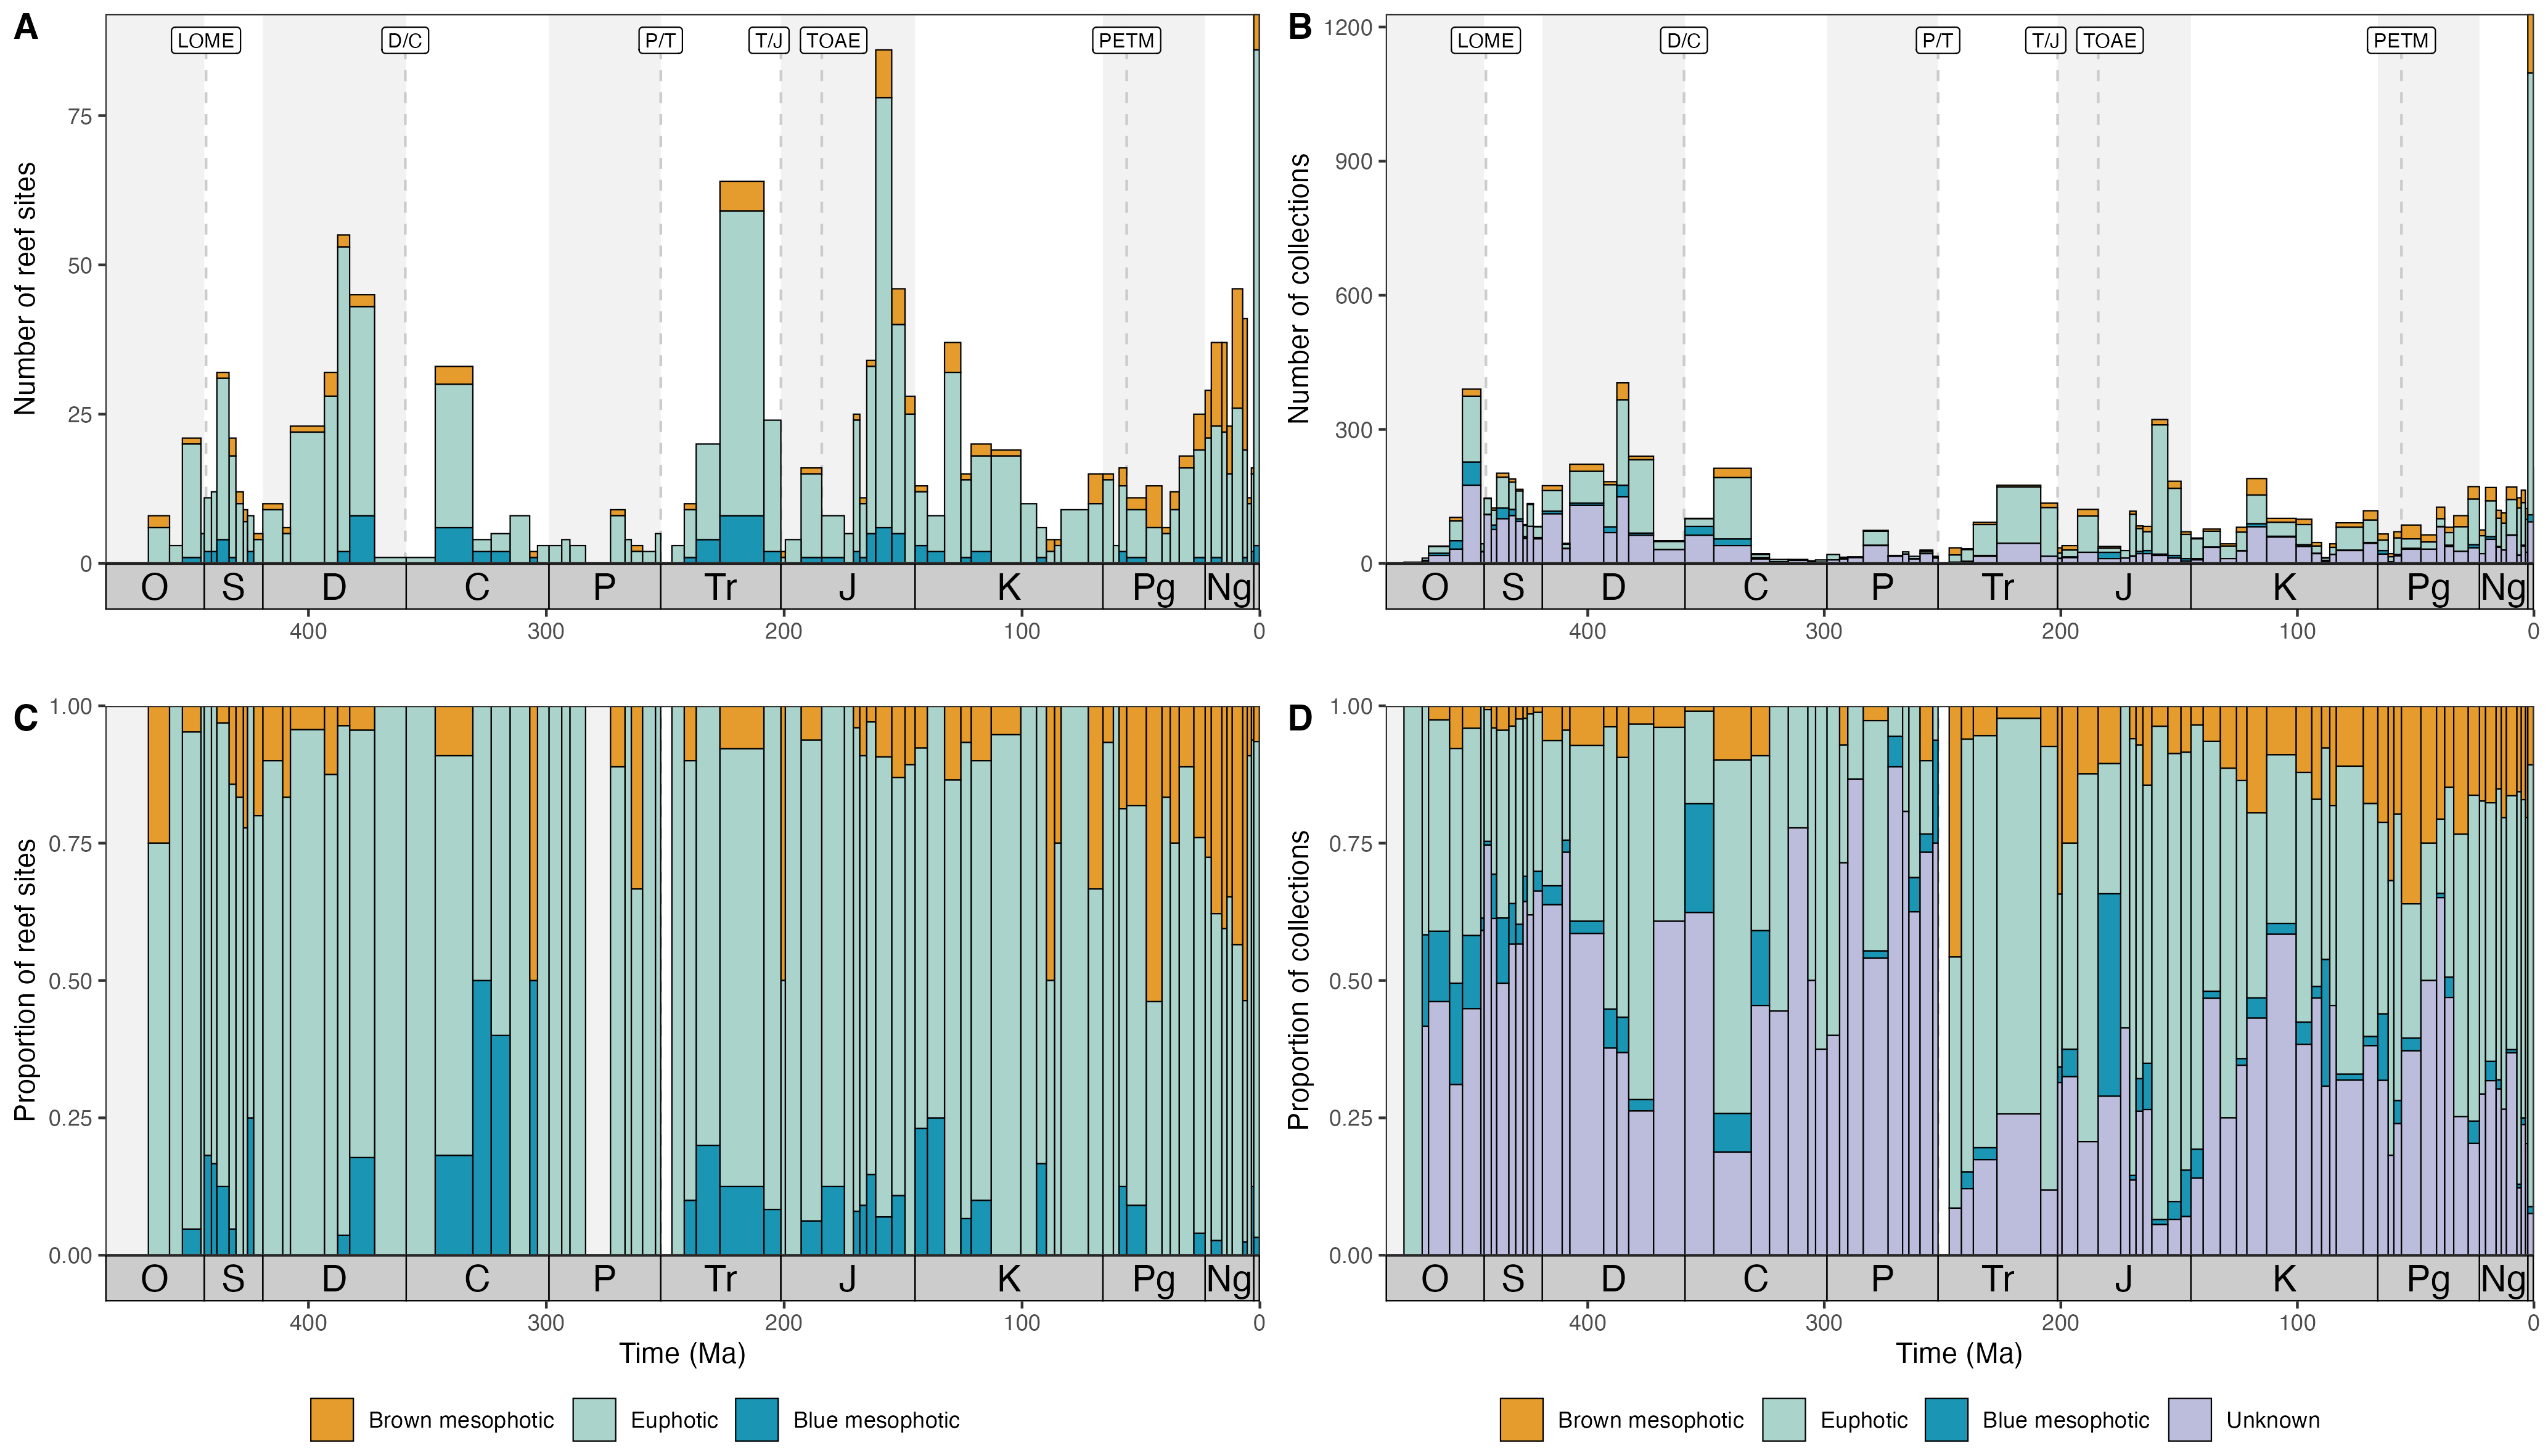 A
LOME D/C P/T T/J TOAE PETM
Number of reef sites
75
50
25
0
O S D C P Tr J K Pg Ng
400 300 200 100 0
B
LOME D/C P/T T/J TOAE PETM
Number of collections
1200
900
600
300
0
O S D C P Tr J K Pg Ng
400 300 200 100 0
C
Proportion of reef sites
1.00
0.75
0.50
0.25
0.00
O S D C P Tr J K Pg Ng
400 300 200 100 0
Time (Ma)
D
Proportion of collections
1.00
0.75
0.50
0.25
0.00
O S D C P Tr J K Pg Ng
400 300 200 100 0
Time (Ma)
Brown mesophotic Euphotic Blue mesophotic
Brown mesophotic Euphotic Blue mesophotic Unknown